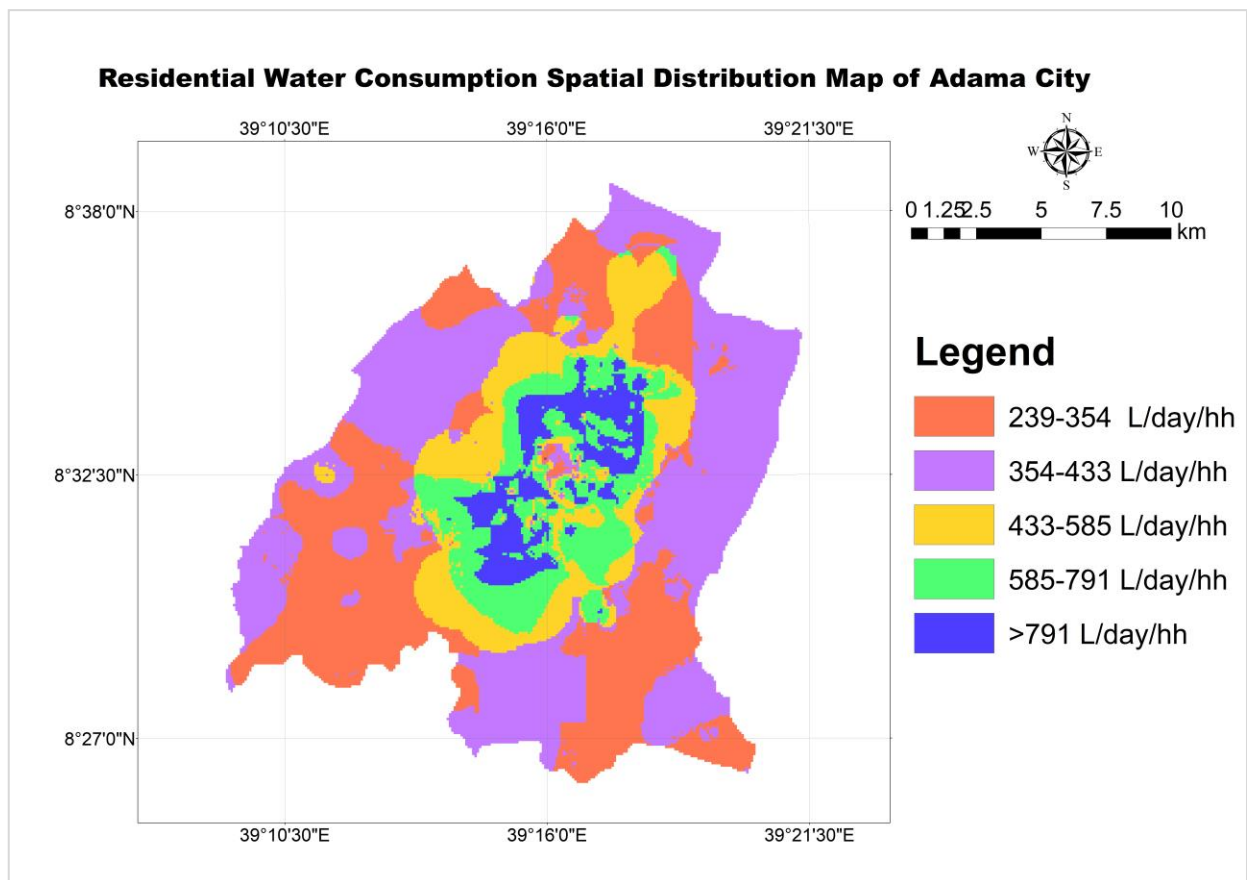 Residential Water Consumption Spatial Distribution Map of Adama City
39°10'30"E 39°16'0"E 39°21'30"E
N
W E
S
0 1.25 2.5 5 7.5 10
km
8°38'0"N
8°32'30"N
8°27'0"N
Legend
239-354 L/day/hh
354-433 L/day/hh
433-585 L/day/hh
585-791 L/day/hh
>791 L/day/hh
39°10'30"E 39°16'0"E 39°21'30"E